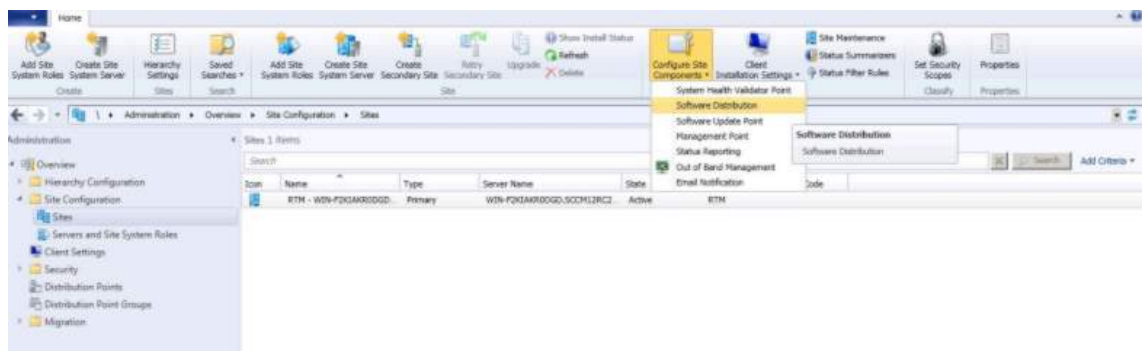 Home
Add Site System Roles
Create Site System Server
Hierarchy Settings
Saved Searches
Add Site System Roles
Create Site System Server
Create Secondary Site
Retry Secondary Site
Upgrade
Show Install Status
Refresh
Delete
Configure Site Components
Client Installation Settings
Site Maintenance
Status Summarizers
Status Filter Rules
Set Security Scopes
Properties
Create
Sites
Search
Site
Classify
Properties
System Health Validator Point
Software Distribution
Software Update Point
Management Point
Status Reporting
Out of Band Management
Email Notification
Software Distribution
Software Distribution
\ Administration Overview Site Configuration Sites
Administration
Overview
Hierarchy Configuration
Site Configuration
Sites
Servers and Site System Roles
Client Settings
Security
Distribution Points
Distribution Point Groups
Migration
Sites 1 items
Search
Search
Add Criteria
Icon Name Type Server Name State Code
Primary Active RTM